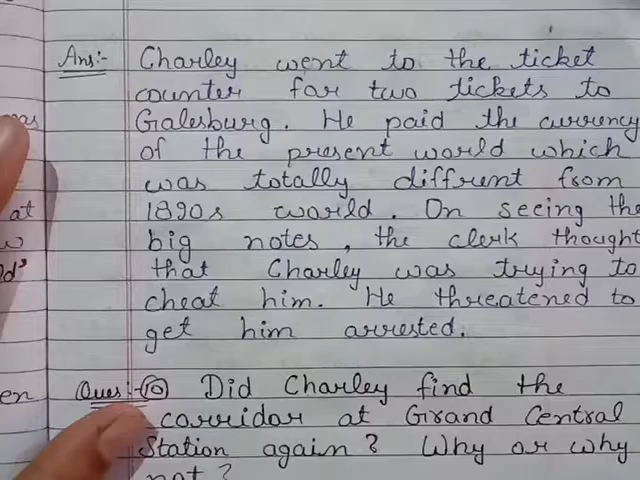 Ans:- Charley went to the ticket
counter for two tickets to
Galesburg. He paid the currency
of the present world which
was totally diffrent from
1890s world. On seeing the
big notes, the clerk thought
that Charley was trying to
cheat him. He threatened to
get him arrested.
Ques:-10 Did Charley find the
corridor at Grand Central
Station again? Why or why
not?
at
en